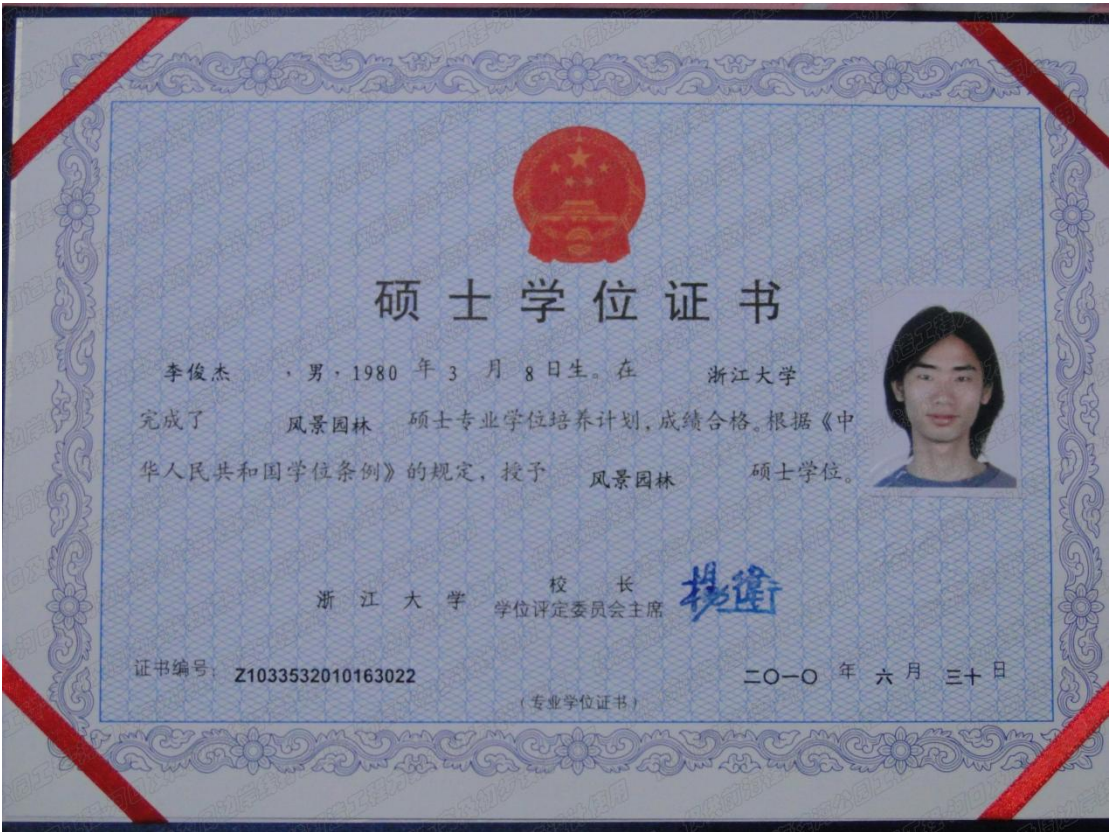 硕士学位证书
李俊杰 ，男，1980 年 3 月 8 日生。在 浙江大学
完成了 风景园林 硕士专业学位培养计划，成绩合格。根据《中
华人民共和国学位条例》的规定，授予 风景园林 硕士学位。
浙江大学 校长 楊衛
学位评定委员会主席
证书编号：Z1033532010163022 二〇一〇年六月三十日
（专业学位证书）